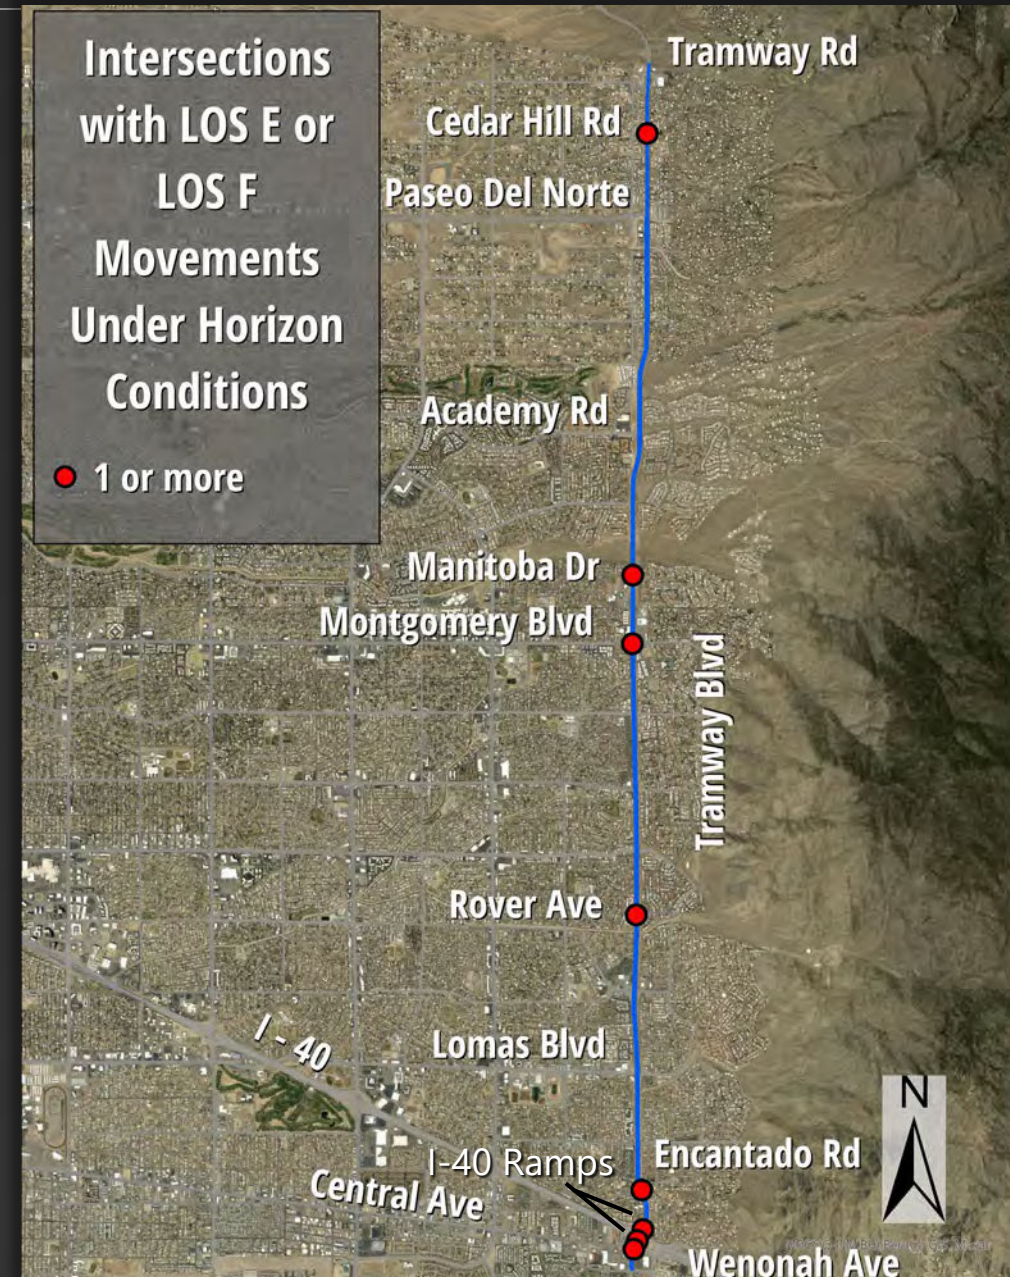 Intersections
with LOS E or
LOS F
Movements
Under Horizon
Conditions
1 or more
Tramway Rd
Cedar Hill Rd
Paseo Del Norte
Academy Rd
Manitoba Dr
Montgomery Blvd
Tramway Blvd
Rover Ave
I - 40
Lomas Blvd
N
Encantado Rd
I-40 Ramps
Central Ave
Wenonah Ave